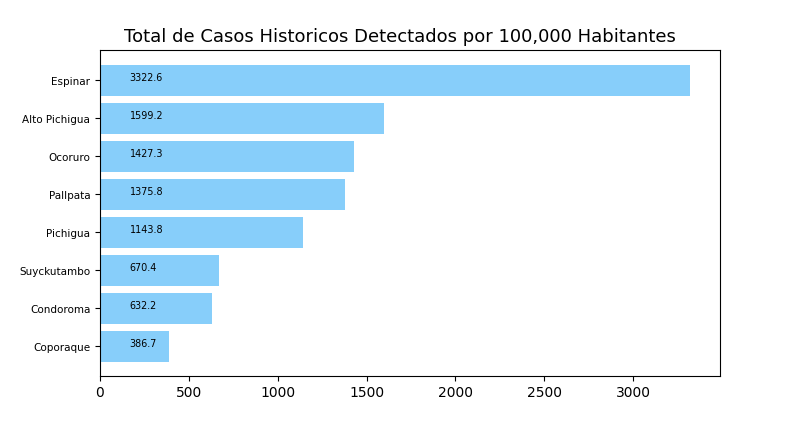 Total de Casos Historicos Detectados por 100,000 Habitantes
Espinar 3322.6
Alto Pichigua 1599.2
Ocoruro 1427.3
Pallpata 1375.8
Pichigua 1143.8
Suyckutambo 670.4
Condoroma 632.2
Coporaque 386.7
0 500 1000 1500 2000 2500 3000